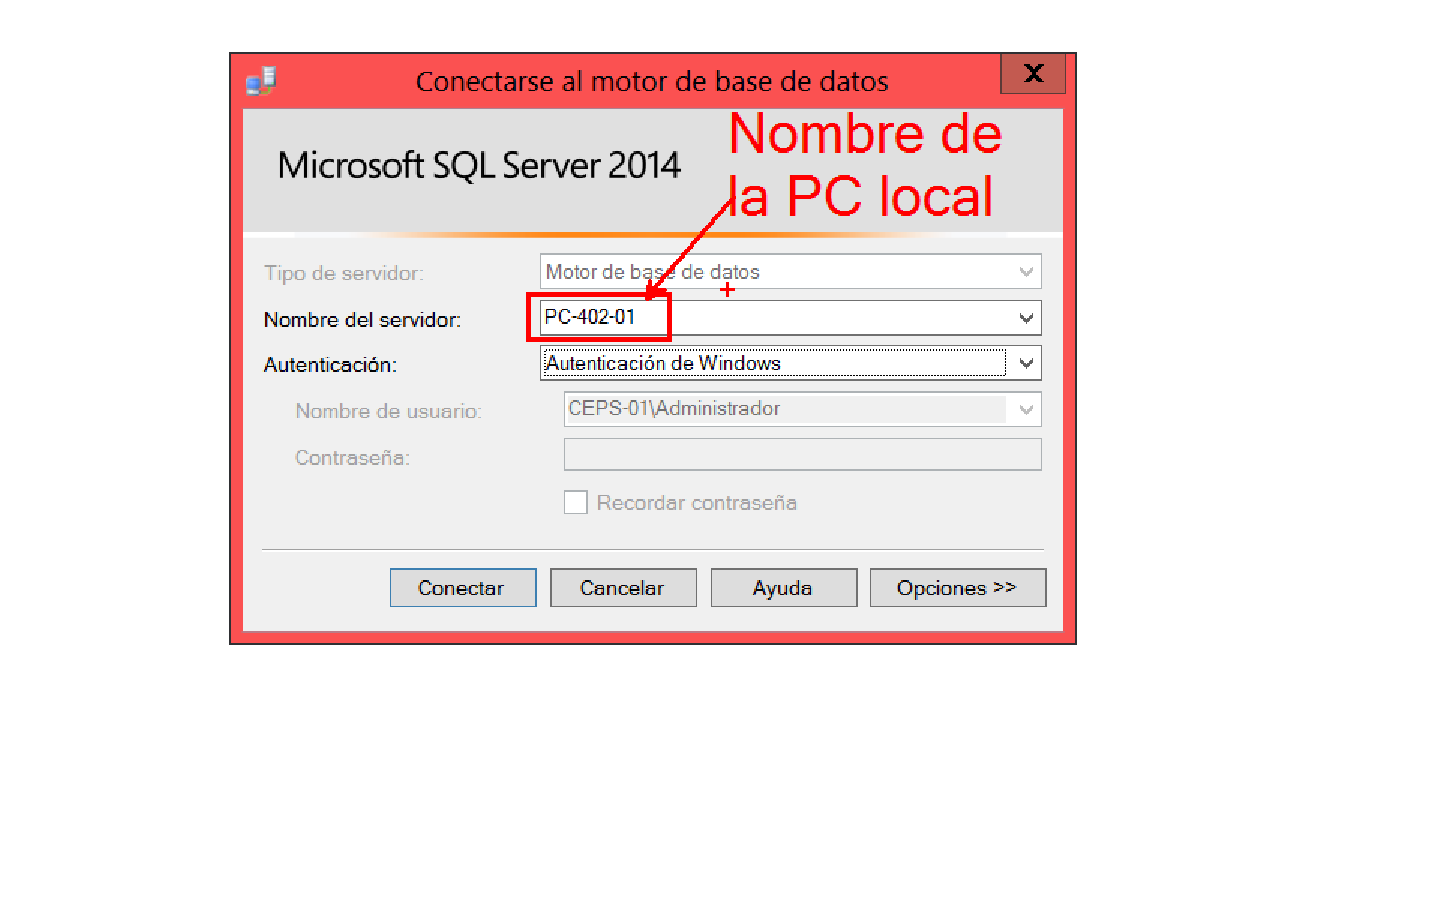 Conectarse al motor de base de datos
X
Microsoft SQL Server 2014
Nombre de
la PC local
Tipo de servidor: Motor de base de datos
Nombre del servidor: PC-402-01
Autenticación: Autenticación de Windows
Nombre de usuario: CEPS-01\Administrador
Contraseña:
Recordar contraseña
Conectar Cancelar Ayuda Opciones >>